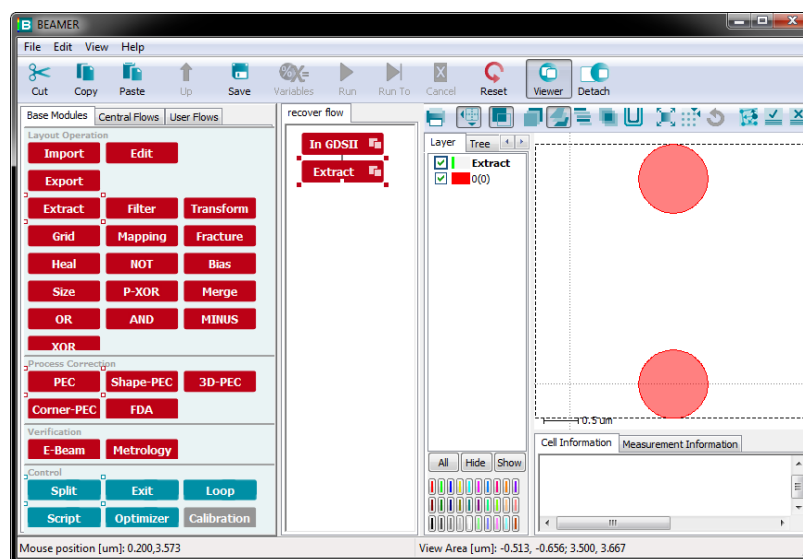 BEAMER
File Edit View Help
Cut Copy Paste Up Save Variables Run Run To Cancel Reset Viewer Detach
Base Modules Central Flows User Flows
Layout Operation
Import Edit
Export
Extract Filter Transform
Grid Mapping Fracture
Heal NOT Bias
Size P-XOR Merge
OR AND MINUS
XOR
Process Correction
PEC Shape-PEC 3D-PEC
Corner-PEC FDA
Verification
E-Beam Metrology
Control
Split Exit Loop
Script Optimizer Calibration
recover flow
In GDSII
Extract
Layer Tree
Extract
0(0)
All Hide Show
0.5 um
Cell Information Measurement Information
Mouse position [um]: 0.200,3.573
View Area [um]: -0.513, -0.656; 3.500, 3.667